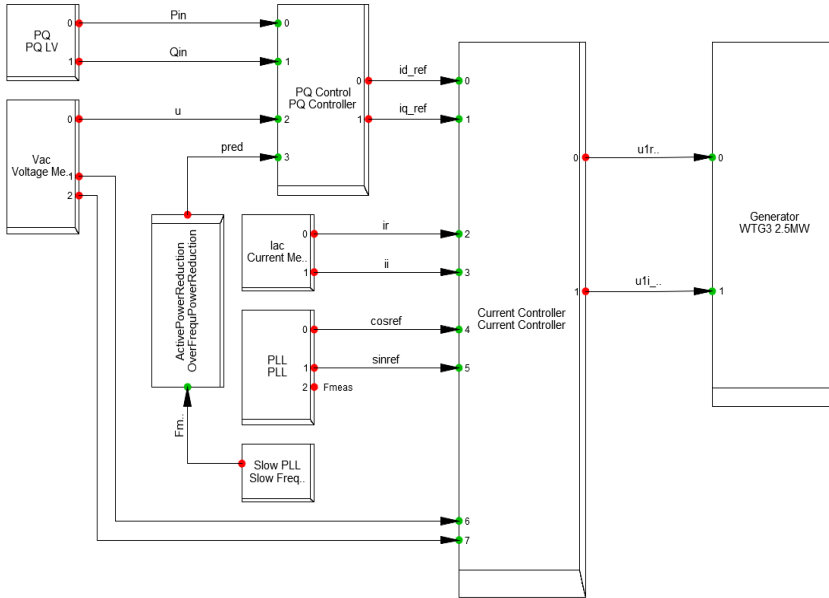 PQ
PQ LV
0
1
Pin
Qin
0
1
2
3
PQ Control
PQ Controller
0
1
id_ref
iq_ref
Vac
Voltage Me..
0
1
2
u
pred
ActivePowerReduction
OverFrequPowerReduction
Fm..
Slow PLL
Slow Freq..
Iac
Current Me..
0
1
ir
ii
PLL
PLL
0
1
2
Fmeas
cosref
sinref
0
1
2
3
4
5
6
7
Current Controller
Current Controller
0
1
u1r..
u1i_..
0
1
Generator
WTG3 2.5MW